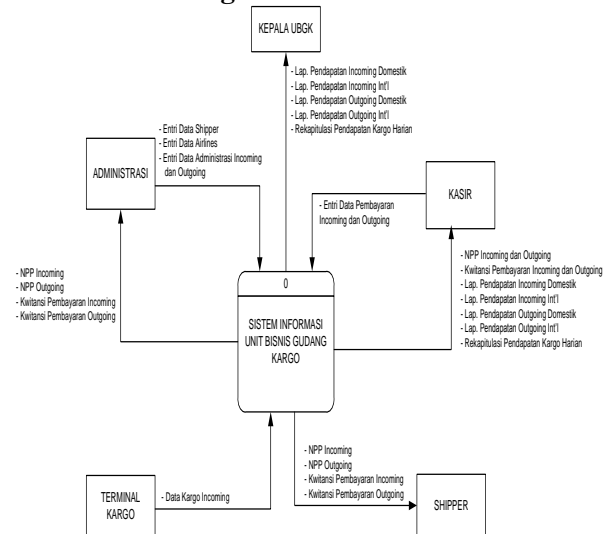 KEPALA UBGK
- Lap. Pendapatan Incoming Domestik
- Lap. Pendapatan Incoming Int'l
- Lap. Pendapatan Outgoing Domestik
- Lap. Pendapatan Outgoing Int'l
- Rekapitulasi Pendapatan Kargo Harian
- Entri Data Shipper
- Entri Data Airlines
- Entri Data Administrasi Incoming
dan Outgoing
ADMINISTRASI
KASIR
- Entri Data Pembayaran
Incoming dan Outgoing
- NPP Incoming
- NPP Outgoing
- Kwitansi Pembayaran Incoming
- Kwitansi Pembayaran Outgoing
- NPP Incoming dan Outgoing
- Kwitansi Pembayaran Incoming dan Outgoing
- Lap. Pendapatan Incoming Domestik
- Lap. Pendapatan Incoming Int'l
- Lap. Pendapatan Outgoing Domestik
- Lap. Pendapatan Outgoing Int'l
- Rekapitulasi Pendapatan Kargo Harian
0
SISTEM INFORMASI
UNIT BISNIS GUDANG
KARGO
- NPP Incoming
- NPP Outgoing
- Kwitansi Pembayaran Incoming
- Kwitansi Pembayaran Outgoing
TERMINAL
KARGO
- Data Kargo Incoming
SHIPPER